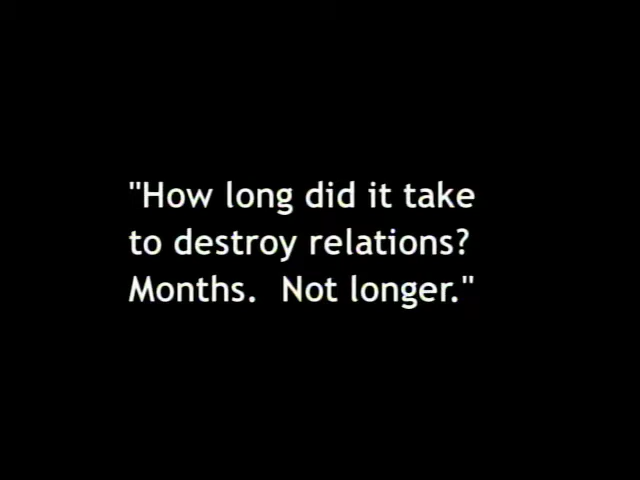 "How long did it take
to destroy relations?
Months.  Not longer."